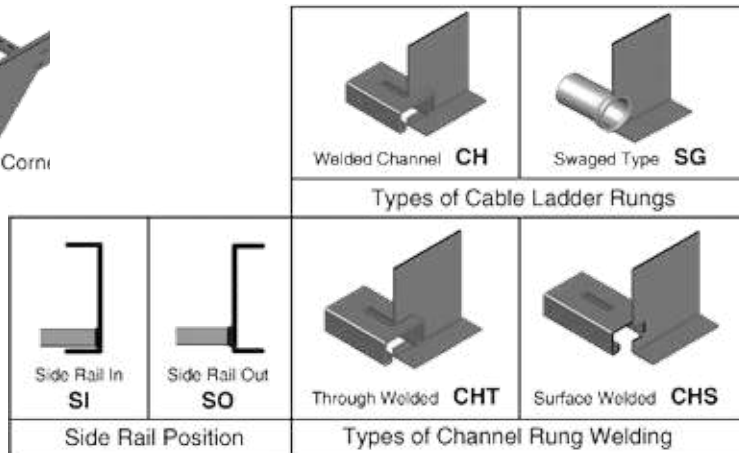 Welded Channel CH
Swaged Type SG
Types of Cable Ladder Rungs
Side Rail In
SI
Side Rail Out
SO
Through Welded CHT
Surface Welded CHS
Side Rail Position
Types of Channel Rung Welding